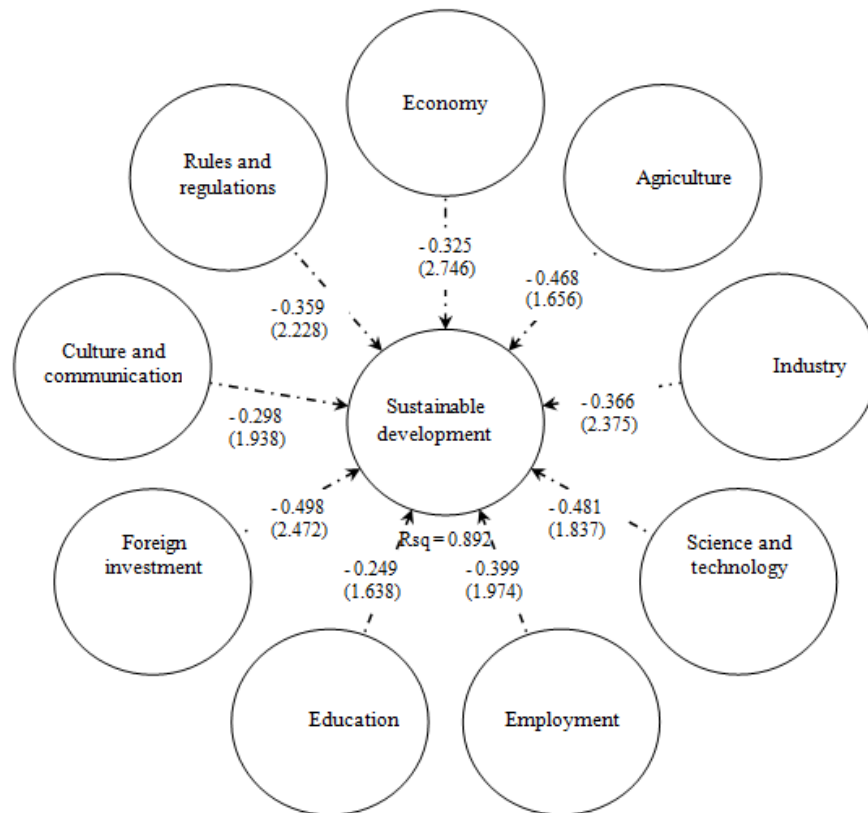 Economy
Rules and
regulations
Agriculture
- 0.325
(2.746)
- 0.468
(1.656)
- 0.359
(2.228)
Culture and
communication
Industry
Sustainable
development
- 0.366
(2.375)
- 0.298
(1.938)
- 0.498
(2.472)
- 0.481
(1.837)
Foreign
investment
Rsq = 0.892
Science and
technology
- 0.249
(1.638)
- 0.399
(1.974)
Education
Employment